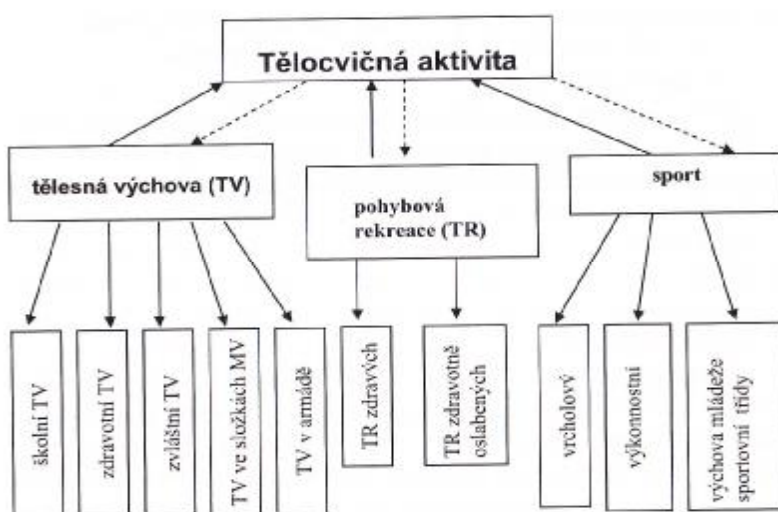 Tělocvičná aktivita
tělesná výchova (TV)
pohybová
rekreace (TR)
sport
školní TV
zdravotní TV
zvláštní TV
TV ve složkách MV
TV v armádě
TR zdravých
TR zdravotně
oslabených
vrcholový
výkonnostní
výchova mládeže
sportovní třídy